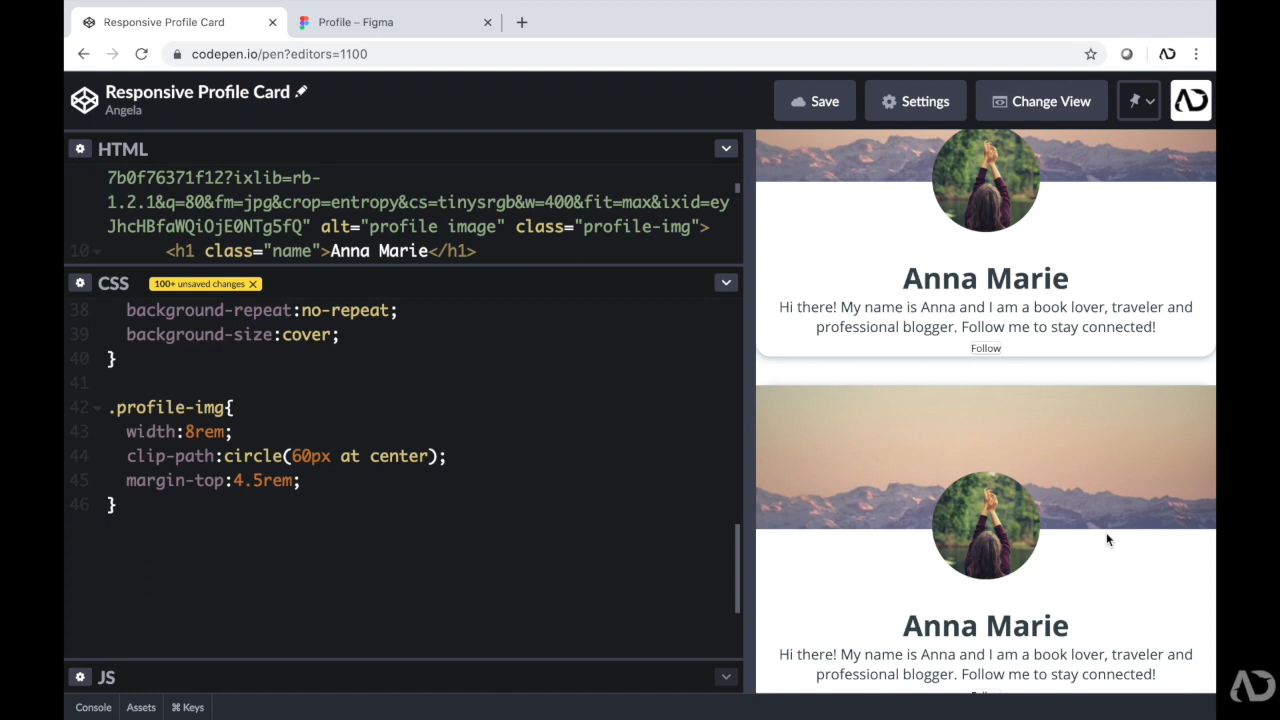 Responsive Profile Card
Profile – Figma
codepen.io/pen?editors=1100
Responsive Profile Card
Angela
Save
Settings
Change View
HTML
7b0f76371f12?ixlib=rb-
1.2.1&q=80&fm=jpg&crop=entropy&cs=tinysrgb&w=400&fit=max&ixid=ey
JhcHBfaWQiOjE0NTg5fQ" alt="profile image" class="profile-img">
10 <h1 class="name">Anna Marie</h1>
CSS
100+ unsaved changes
38 background-repeat:no-repeat;
39 background-size:cover;
40 }
41
42 .profile-img{
43 width:8rem;
44 clip-path:circle(60px at center);
45 margin-top:4.5rem;
46 }
JS
Console
Assets
⌘ Keys
Anna Marie
Hi there! My name is Anna and I am a book lover, traveler and
professional blogger. Follow me to stay connected!
Follow
Anna Marie
Hi there! My name is Anna and I am a book lover, traveler and
professional blogger. Follow me to stay connected!